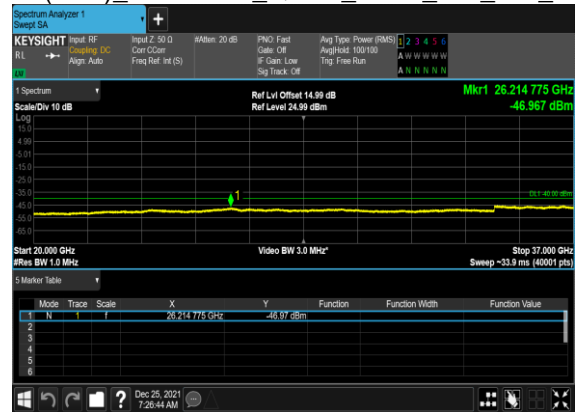 Spectrum Analyzer 1
Swept SA
KEYSIGHT
RL
Input: RF
Coupling: DC
Align: Auto
Input Z: 50 Ω
Corr CCorr
Freq Ref: Int (S)
#Atten: 20 dB
PNO: Fast
Gate: Off
IF Gain: Low
Sig Track: Off
Avg Type: Power (RMS)
Avg|Hold: 100/100
Trig: Free Run
1 2 3 4 5 6
A W W W W W
A N N N N N
1 Spectrum
Scale/Div 10 dB
Ref Lvl Offset 14.99 dB
Ref Level 24.99 dBm
Mkr1 26.214 775 GHz
-46.967 dBm
Log
15.0
4.99
-5.01
-15.0
-25.0
-35.0
-45.0
-55.0
-65.0
1
DL1 -40.00 dBm
Start 20.000 GHz
#Res BW 1.0 MHz
Video BW 3.0 MHz*
Stop 37.000 GHz
Sweep ~33.9 ms (40001 pts)
5 Marker Table
Mode Trace Scale X Y Function Function Width Function Value
1 N 1 f 26.214 775 GHz -46.97 dBm
2
3
4
5
6
Dec 25, 2021
7:26:44 AM